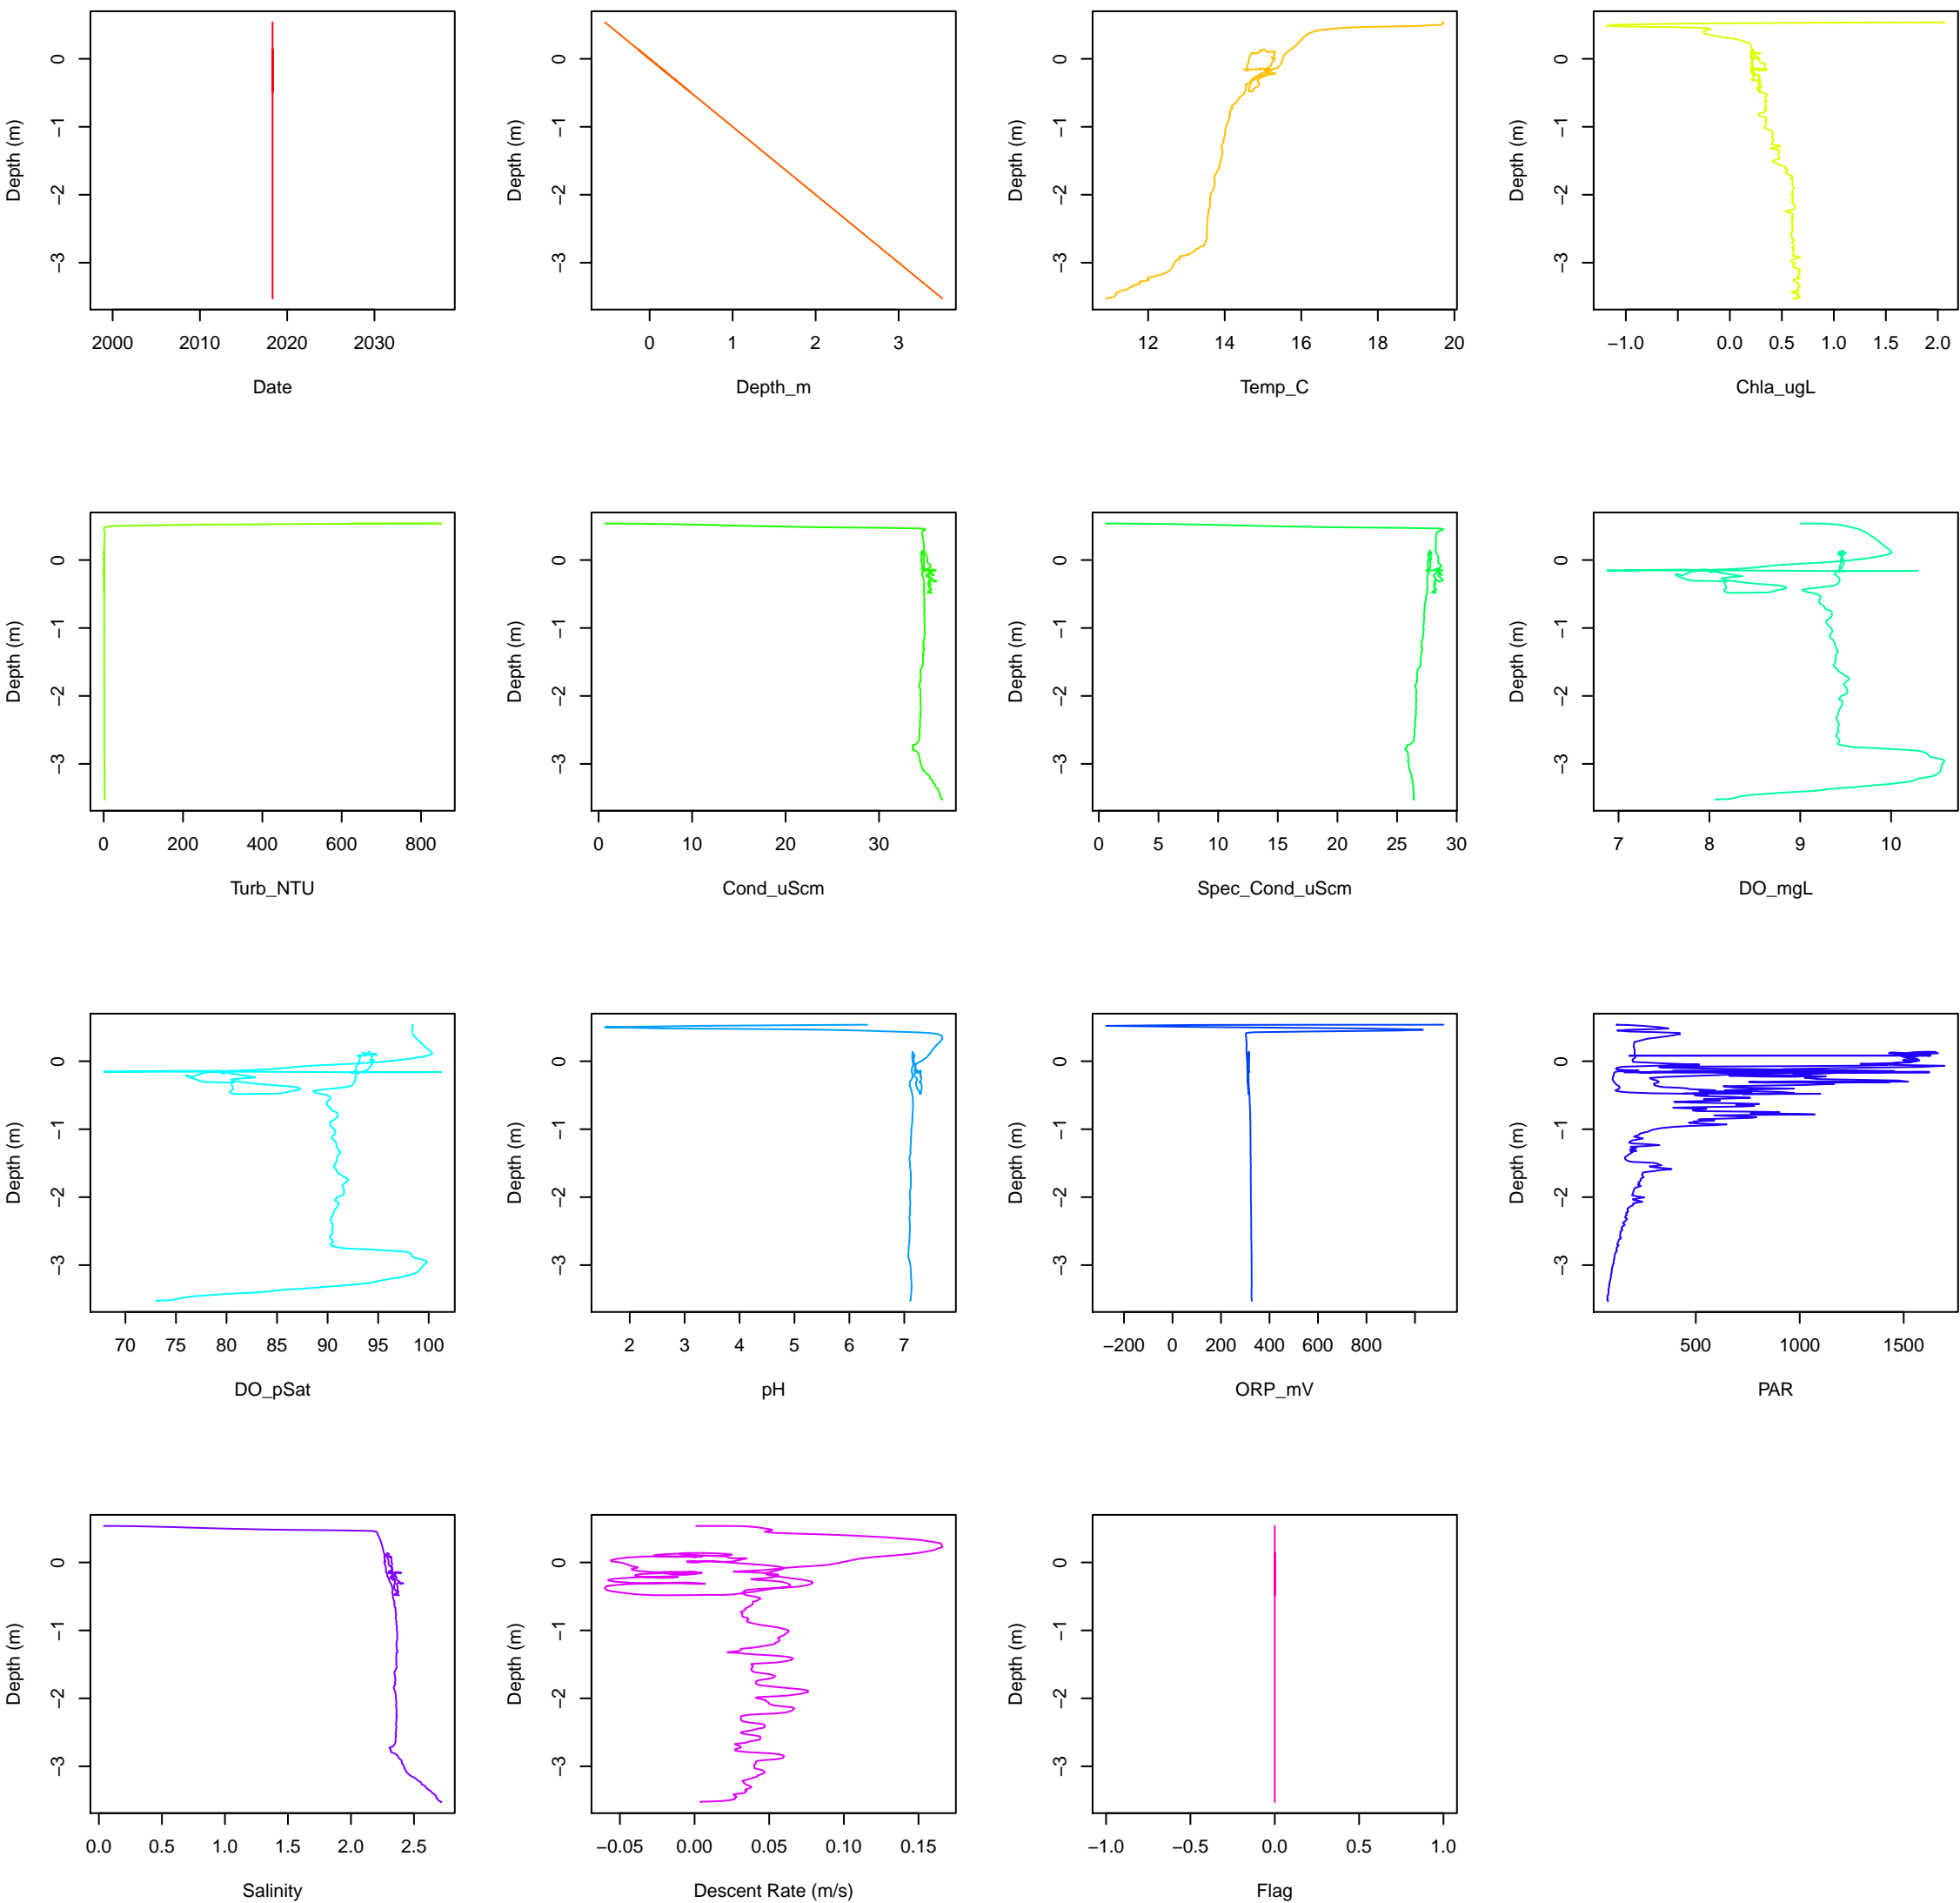 Depth (m)
0
−1
−2
−3
2000 2010 2020 2030
Date
Depth (m)
0
−1
−2
−3
0 1 2 3
Depth_m
Depth (m)
0
−1
−2
−3
12 14 16 18 20
Temp_C
Depth (m)
0
−1
−2
−3
−1.0 0.0 0.5 1.0 1.5 2.0
Chla_ugL
Depth (m)
0
−1
−2
−3
0 200 400 600 800
Turb_NTU
Depth (m)
0
−1
−2
−3
0 10 20 30
Cond_uScm
Depth (m)
0
−1
−2
−3
0 5 10 15 20 25 30
Spec_Cond_uScm
Depth (m)
0
−1
−2
−3
7 8 9 10
DO_mgL
Depth (m)
0
−1
−2
−3
70 75 80 85 90 95 100
DO_pSat
Depth (m)
0
−1
−2
−3
2 3 4 5 6 7
pH
Depth (m)
0
−1
−2
−3
−200 0 200 400 600 800
ORP_mV
Depth (m)
0
−1
−2
−3
500 1000 1500
PAR
Depth (m)
0
−1
−2
−3
0.0 0.5 1.0 1.5 2.0 2.5
Salinity
Depth (m)
0
−1
−2
−3
−0.05 0.00 0.05 0.10 0.15
Descent Rate (m/s)
Depth (m)
0
−1
−2
−3
−1.0 −0.5 0.0 0.5 1.0
Flag